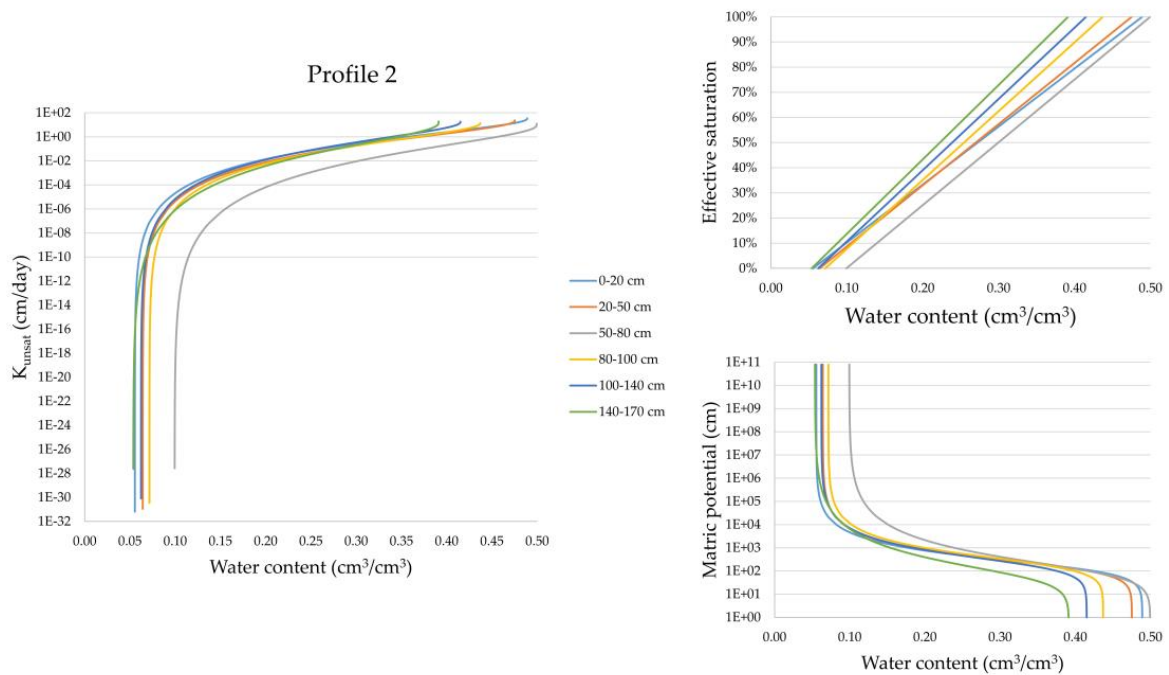 Profile 2
1E+02
1E+00
1E-02
1E-04
1E-06
1E-08
1E-10
1E-12
1E-14
1E-16
1E-18
1E-20
1E-22
1E-24
1E-26
1E-28
1E-30
1E-32
K_unsat (cm/day)
0.00 0.05 0.10 0.15 0.20 0.25 0.30 0.35 0.40 0.45 0.50
Water content (cm³/cm³)
0-20 cm
20-50 cm
50-80 cm
80-100 cm
100-140 cm
140-170 cm
100%
90%
80%
70%
60%
50%
40%
30%
20%
10%
0%
Effective saturation
0.00 0.10 0.20 0.30 0.40 0.50
Water content (cm³/cm³)
1E+11
1E+10
1E+09
1E+08
1E+07
1E+06
1E+05
1E+04
1E+03
1E+02
1E+01
1E+00
Matric potential (cm)
0.00 0.10 0.20 0.30 0.40 0.50
Water content (cm³/cm³)